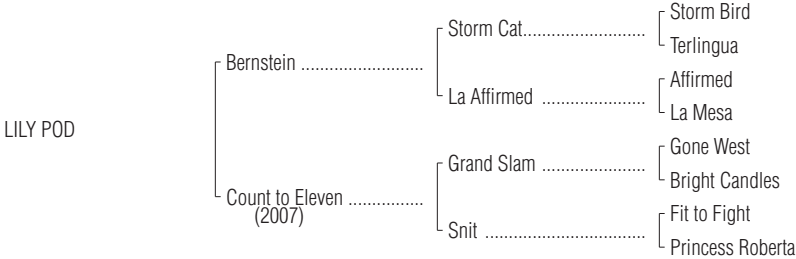 Storm Bird
Storm Cat..........................
Terlingua
Bernstein ..........................
Affirmed
La Affirmed ......................
La Mesa
LILY POD
Gone West
Grand Slam ......................
Bright Candles
Count to Eleven ................
(2007)
Fit to Fight
Snit ..................................
Princess Roberta